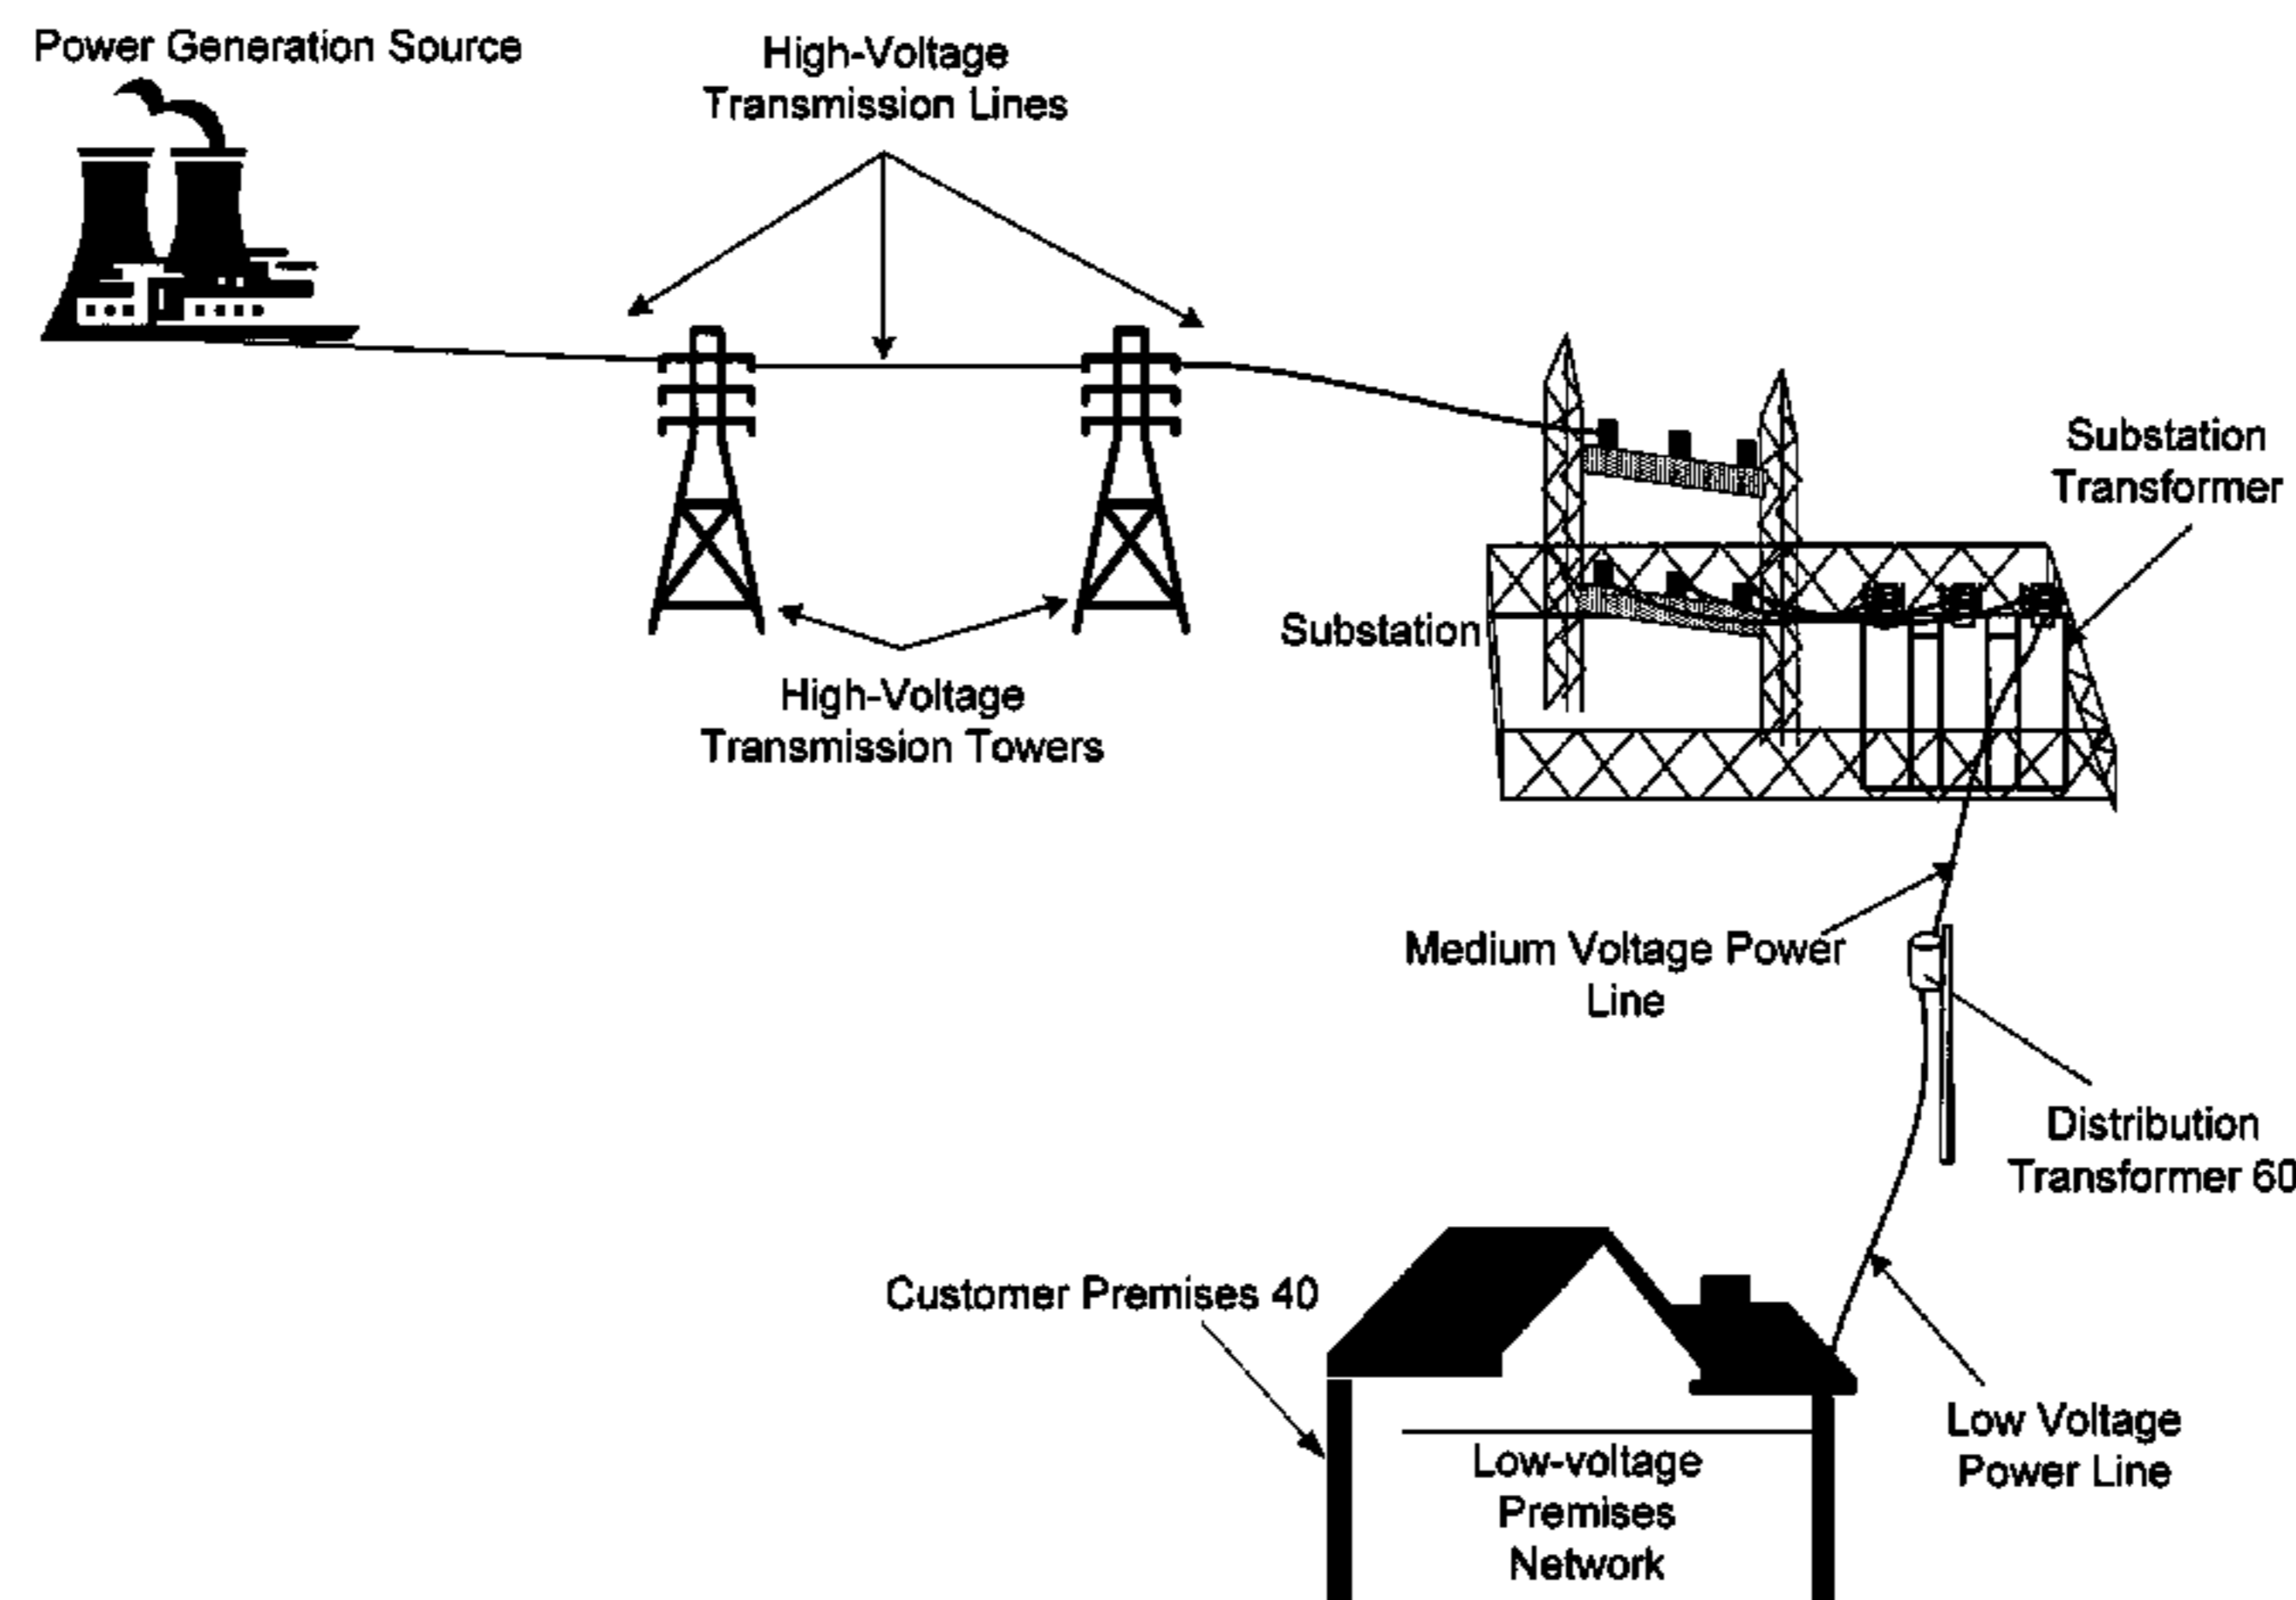 Power Generation Source
High-Voltage
Transmission Lines
Substation
Transformer
Substation
High-Voltage
Transmission Towers
Medium Voltage Power
Line
Distribution
Transformer 60
Customer Premises 40
Low Voltage
Power Line
Low-voltage
Premises
Network